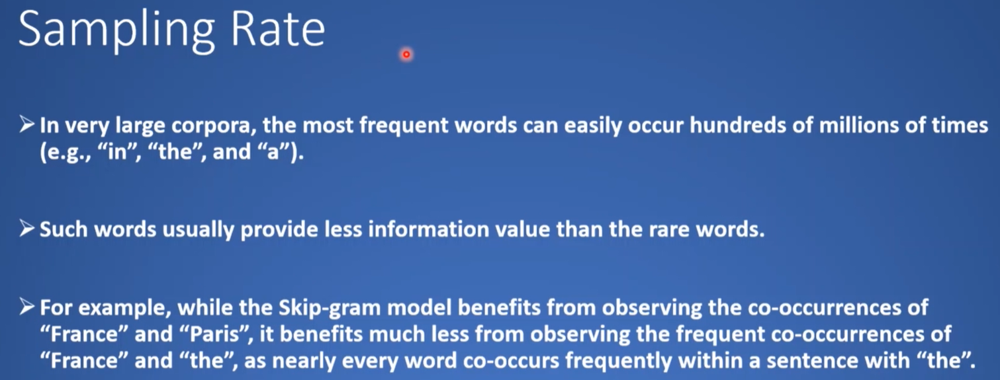 Sampling Rate
➢ In very large corpora, the most frequent words can easily occur hundreds of millions of times
(e.g., “in”, “the”, and “a”).
➢ Such words usually provide less information value than the rare words.
➢ For example, while the Skip-gram model benefits from observing the co-occurrences of
“France” and “Paris”, it benefits much less from observing the frequent co-occurrences of
“France” and “the”, as nearly every word co-occurs frequently within a sentence with “the”.